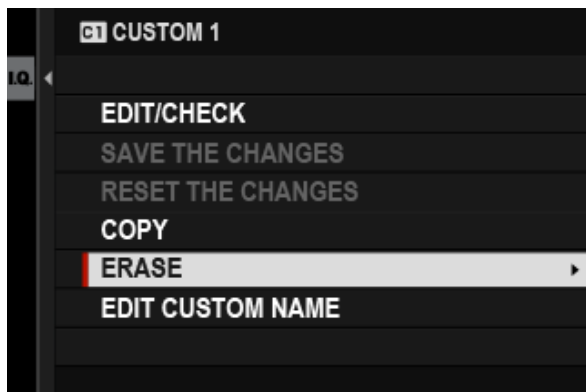 C1 CUSTOM 1
I.Q.
EDIT/CHECK
SAVE THE CHANGES
RESET THE CHANGES
COPY
ERASE
EDIT CUSTOM NAME